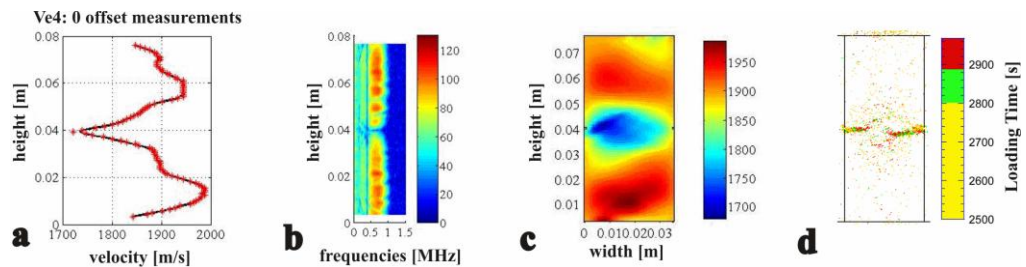 Ve4: 0 offset measurements
height [m]
0.08
0.06
0.04
0.02
0
1700 1800 1900 2000
velocity [m/s]
a
height [m]
0.08
0.06
0.04
0.02
0
0 0.5 1 1.5
frequencies [MHz]
120
100
80
60
40
20
0
b
height [m]
0.07
0.06
0.05
0.04
0.03
0.02
0.01
0 0.010.020.03
width [m]
1950
1900
1850
1800
1750
1700
c
2900
2800
2700
2600
2500
Loading Time [s]
d